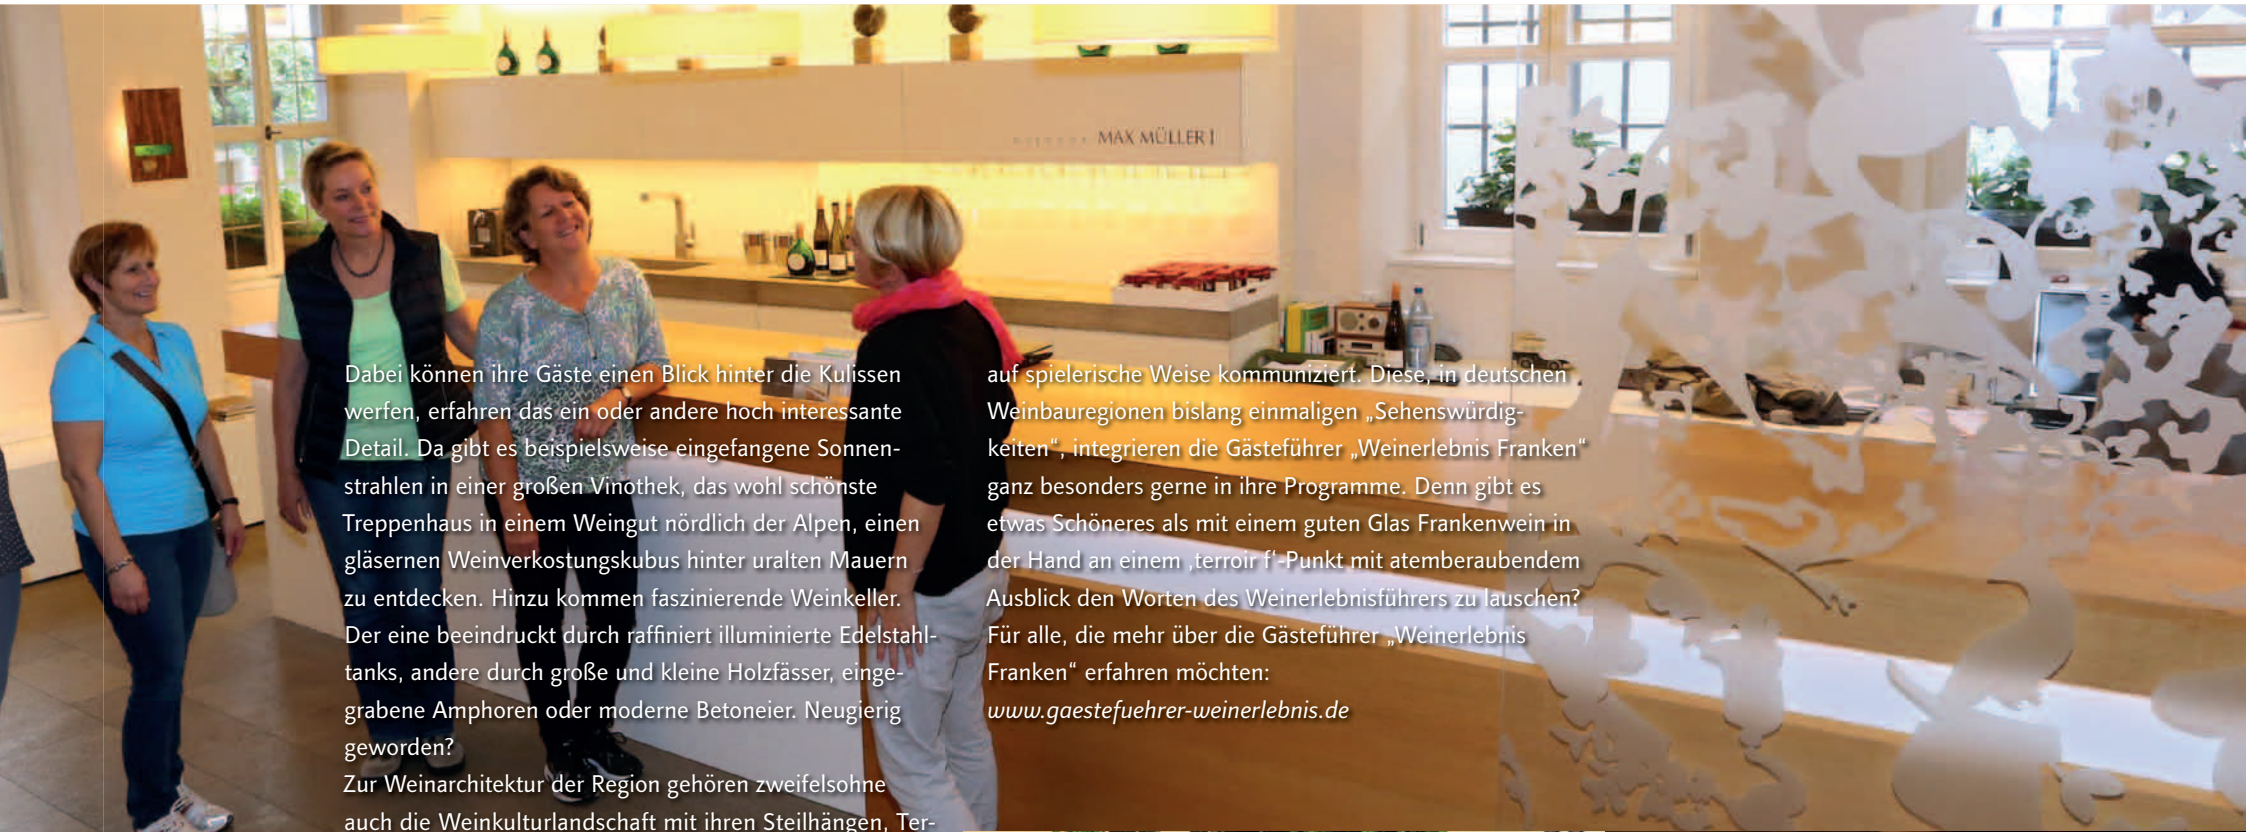 MAX MÜLLER I
Dabei können ihre Gäste einen Blick hinter die Kulissen
werfen, erfahren das ein oder andere hoch interessante
Detail. Da gibt es beispielsweise eingefangene Sonnen-
strahlen in einer großen Vinothek, das wohl schönste
Treppenhaus in einem Weingut nördlich der Alpen, einen
gläsernen Weinverkostungskubus hinter uralten Mauern
zu entdecken. Hinzu kommen faszinierende Weinkeller.
Der eine beeindruckt durch raffiniert illuminierte Edelstahl-
tanks, andere durch große und kleine Holzfässer, einge-
grabene Amphoren oder moderne Betoneier. Neugierig
geworden?
Zur Weinarchitektur der Region gehören zweifelsohne
auch die Weinkulturlandschaft mit ihren Steilhängen, Ter-
auf spielerische Weise kommuniziert. Diese, in deutschen
Weinbauregionen bislang einmaligen „Sehenswürdig-
keiten“, integrieren die Gästeführer „Weinerlebnis Franken“
ganz besonders gerne in ihre Programme. Denn gibt es
etwas Schöneres als mit einem guten Glas Frankenwein in
der Hand an einem ‚terroir f‘-Punkt mit atemberaubendem
Ausblick den Worten des Weinerlebnisführers zu lauschen?
Für alle, die mehr über die Gästeführer „Weinerlebnis
Franken“ erfahren möchten:
www.gaestefuehrer-weinerlebnis.de